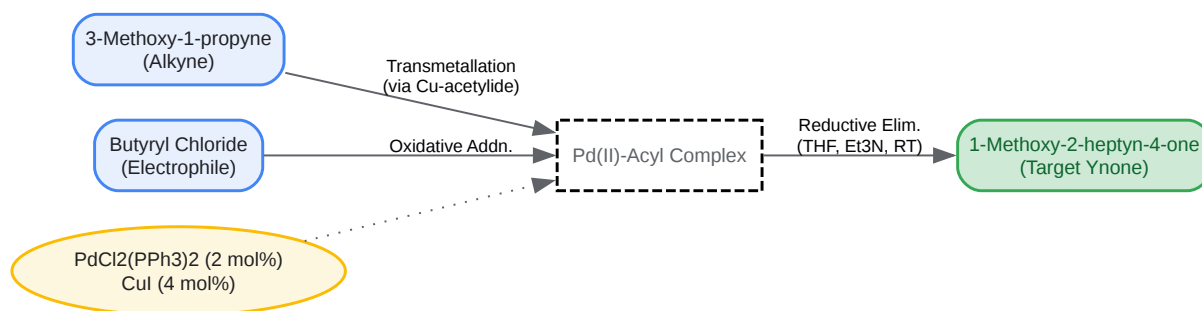 3-Methoxy-1-propyne
(Alkyne)
Transmetallation
(via Cu-acetylide)
Butyryl Chloride
(Electrophile)
Oxidative Addn.
Pd(II)-Acyl Complex
Reductive Elim.
(THF, Et3N, RT)
1-Methoxy-2-heptyn-4-one
(Target Ynone)
PdCl2(PPh3)2 (2 mol%)
CuI (4 mol%)